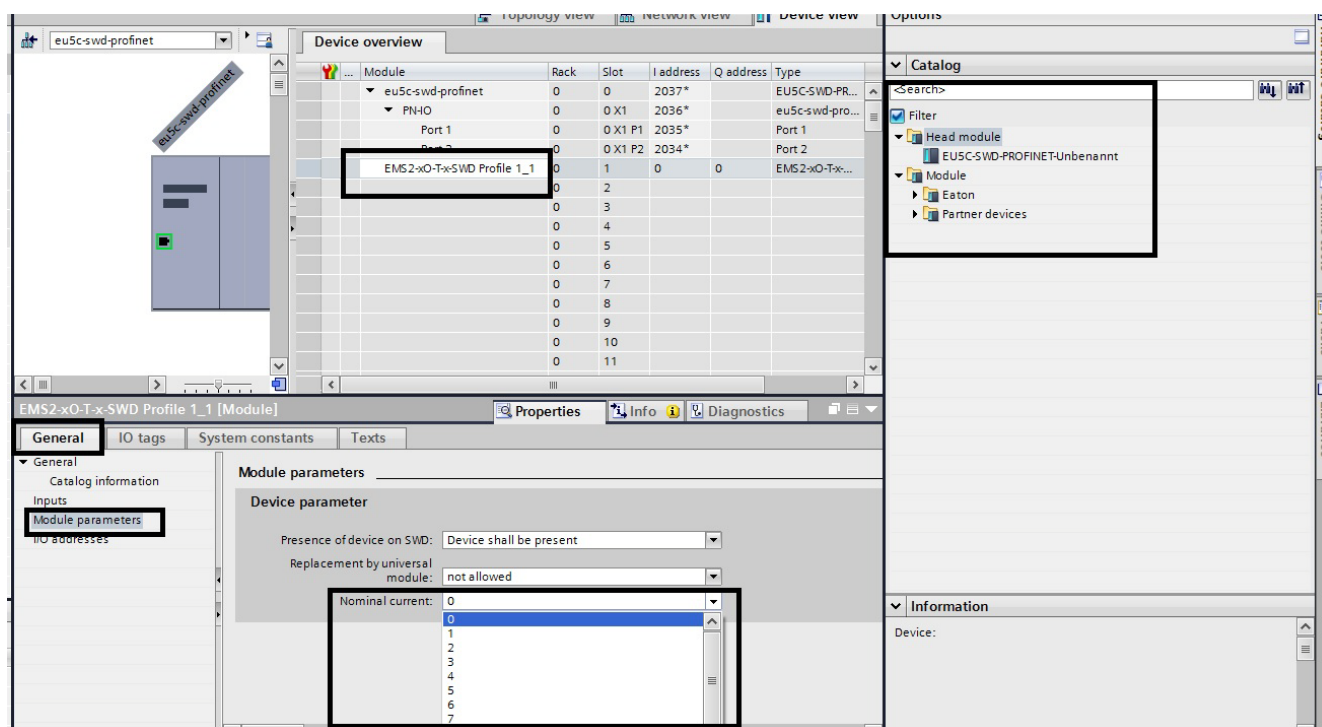 Topology view Network view Device view Options
eu5c-swd-profinet Device overview
Catalog
... Module Rack Slot I address Q address Type
<Search>
eu5c-swd-profinet 0 0 2037* EU5C-SWD-PR...
PN-IO 0 0 X1 2036* eu5c-swd-pro...
Port 1 0 0 X1 P1 2035* Port 1
Port 2 0 0 X1 P2 2034* Port 2
EMS2-xO-T-x-SWD Profile 1_1 0 1 0 0 EMS2-xO-T-x-...
0 2
0 3
0 4
0 5
0 6
0 7
0 8
0 9
0 10
0 11
eu5c-swd-profinet
Filter
Head module
EU5C-SWD-PROFINET-Unbenannt
Module
Eaton
Partner devices
EMS2-xO-T-x-SWD Profile 1_1 [Module] Properties Info Diagnostics
General IO tags System constants Texts
General
Catalog information
Inputs
Module parameters
I/O addresses
Module parameters
Device parameter
Presence of device on SWD: Device shall be present
Replacement by universal
module: not allowed
Nominal current: 0
0
1
2
3
4
5
6
7
Information
Device: